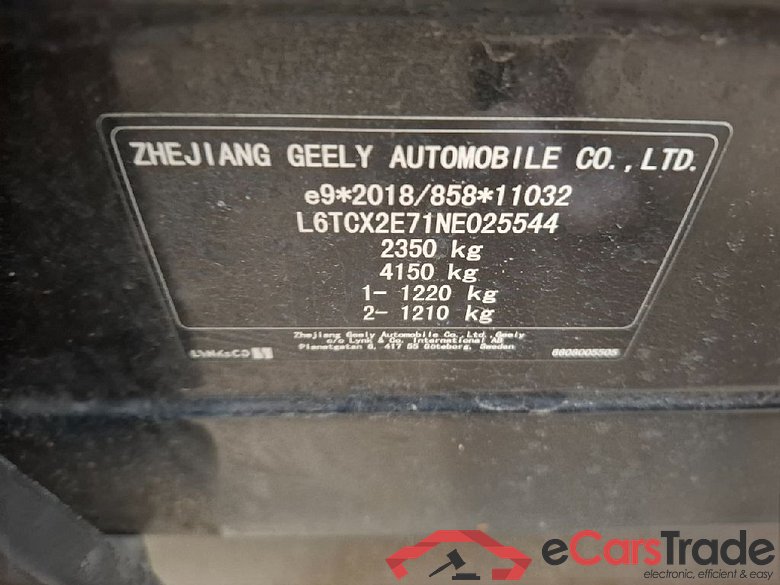 ZHEJIANG GEELY AUTOMOBILE CO.,LTD.
e9*2018/858*11032
L6TCX2E71NE025544
2350 kg
4150 kg
1- 1220 kg
2- 1210 kg
Zhejiang Geely Automobile Co., Ltd., Geely
c/o Lynk & Co. International AB
Planetgatan 6, 417 55 Göteborg, Sweden
6608005505
eCarsTrade
electronic, efficient & easy